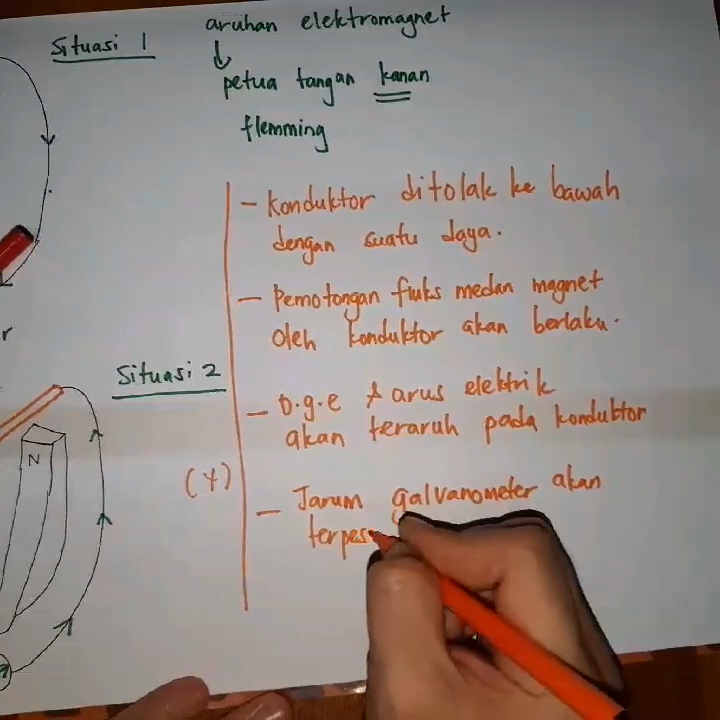 Situasi 1
aruhan elektromagnet
petua tangan kanan
flemming
- Konduktor ditolak ke bawah
dengan suatu daya.
- Pemotongan fluks medan magnet
oleh konduktor akan berlaku.
r
Situasi 2
- D.g.e & arus elektrik
akan teraruh pada konduktor
N
(Y)
- Jarum galvanometer akan
terpes